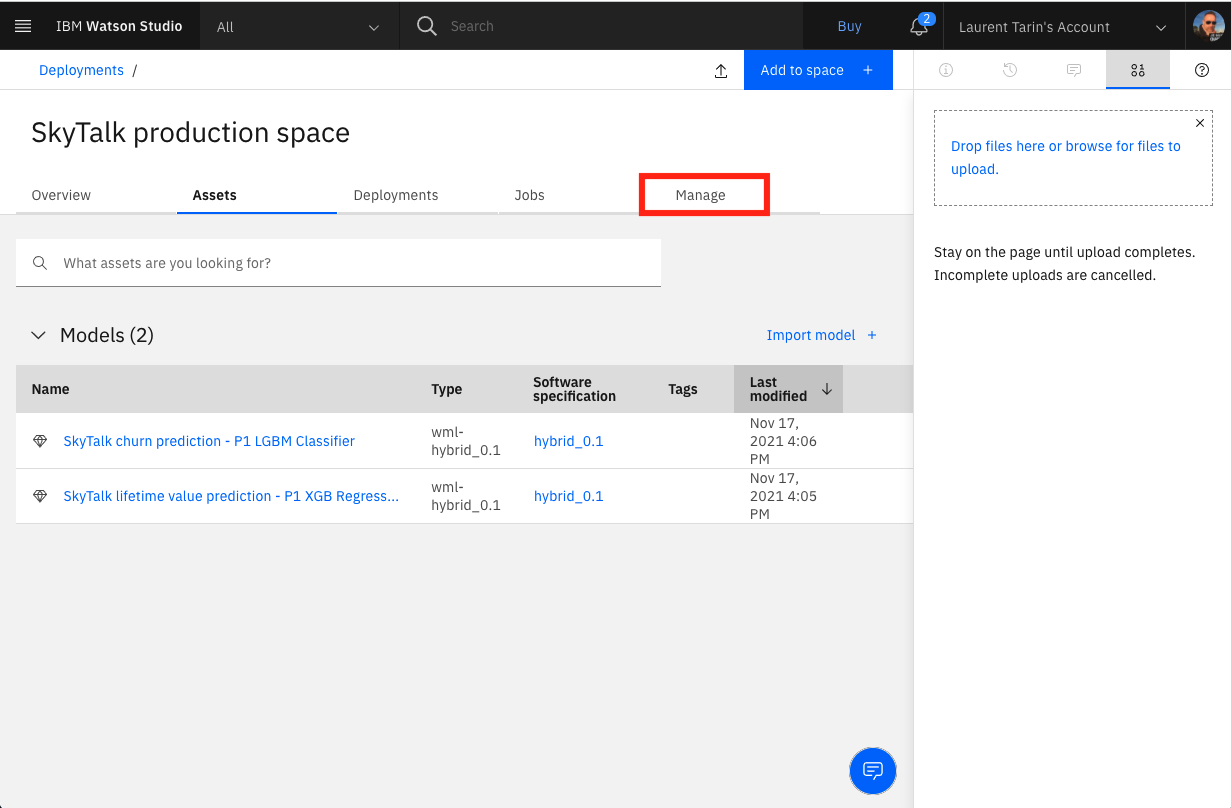 IBM Watson Studio
All
Search
Buy
2
Laurent Tarin's Account
Deployments /
Add to space +
SkyTalk production space
Overview
Assets
Deployments
Jobs
Manage
What assets are you looking for?
Models (2)
Import model +
Name
Type
Software
specification
Tags
Last
modified
SkyTalk churn prediction - P1 LGBM Classifier
wml-
hybrid_0.1
hybrid_0.1
Nov 17,
2021 4:06
PM
SkyTalk lifetime value prediction - P1 XGB Regress...
wml-
hybrid_0.1
hybrid_0.1
Nov 17,
2021 4:05
PM
Drop files here or browse for files to
upload.
Stay on the page until upload completes.
Incomplete uploads are cancelled.